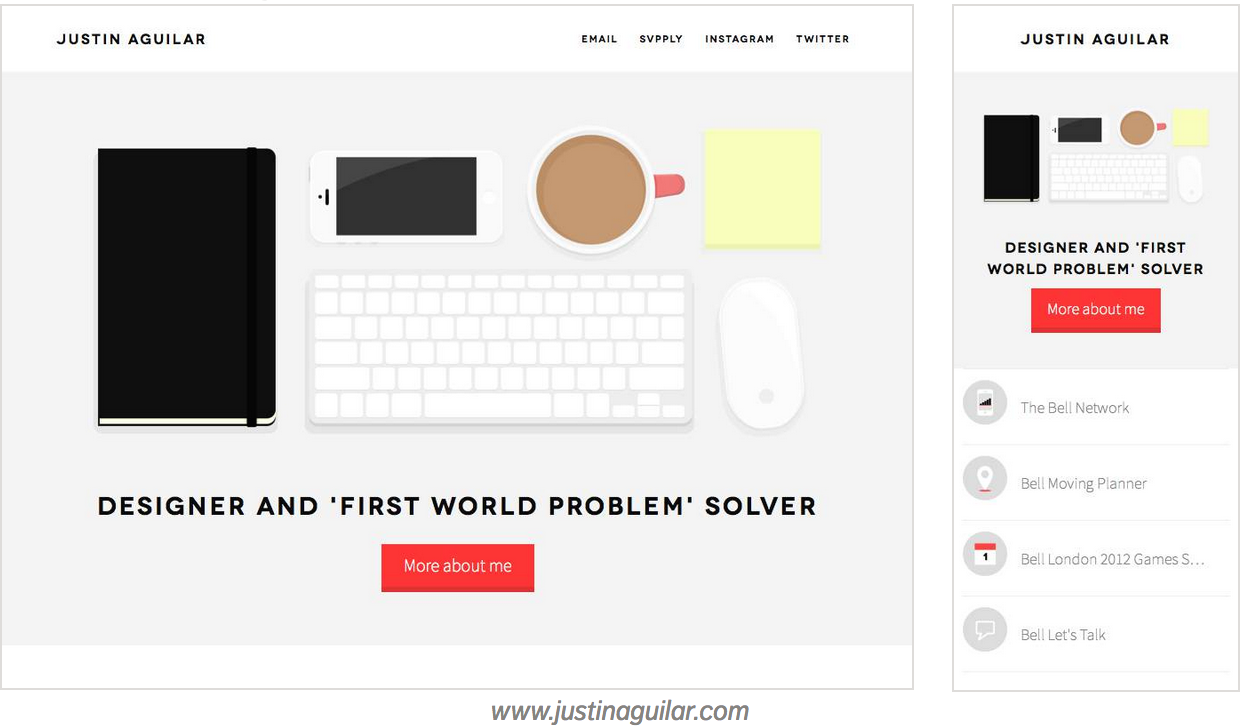 JUSTIN AGUILAR
EMAIL SVPPLY INSTAGRAM TWITTER
DESIGNER AND 'FIRST WORLD PROBLEM' SOLVER
More about me
JUSTIN AGUILAR
DESIGNER AND 'FIRST
WORLD PROBLEM' SOLVER
More about me
The Bell Network
Bell Moving Planner
1
Bell London 2012 Games S...
Bell Let's Talk
www.justinaguilar.com